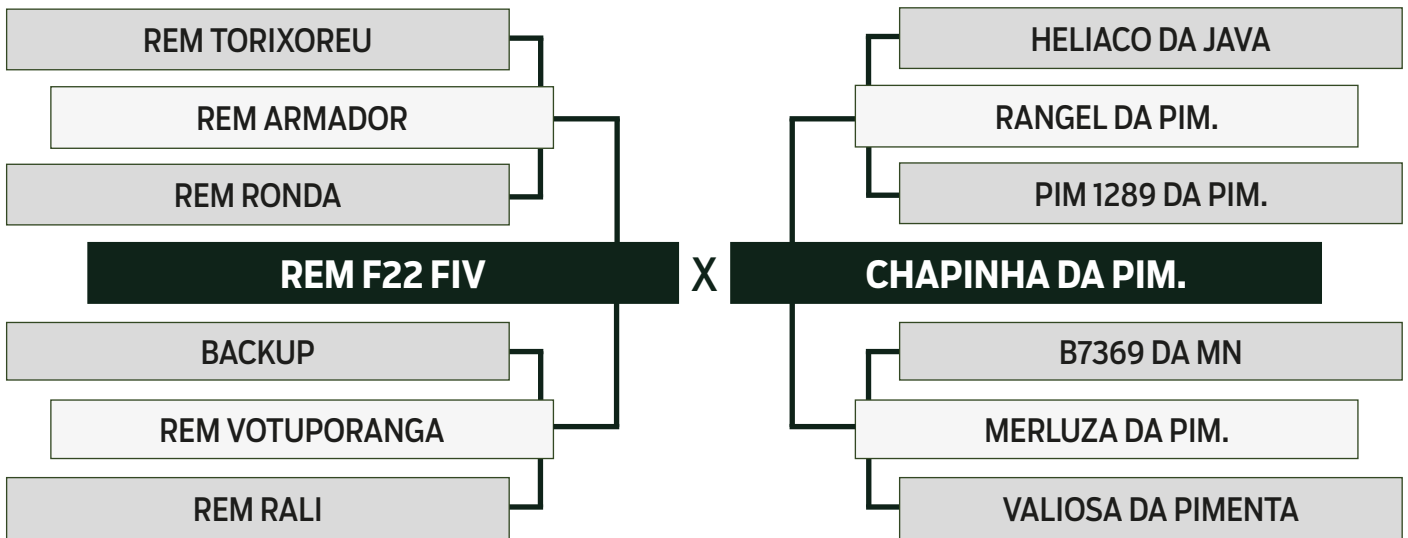 REM TORIXOREU
REM ARMADOR
REM RONDA
REM F22 FIV
BACKUP
REM VOTUPORANGA
REM RALI
X
HELIACO DA JAVA
RANGEL DA PIM.
PIM 1289 DA PIM.
CHAPINHA DA PIM.
B7369 DA MN
MERLUZA DA PIM.
VALIOSA DA PIMENTA